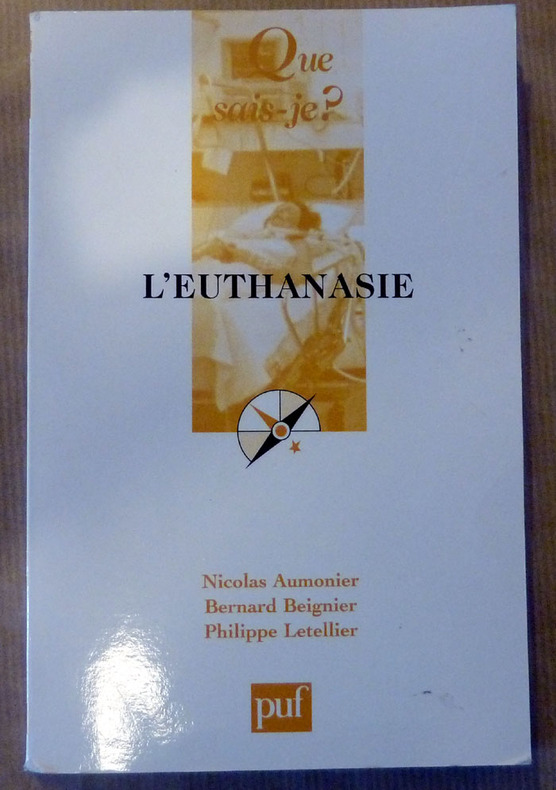 Que
sais-je?
L'EUTHANASIE
Nicolas Aumonier
Bernard Beignier
Philippe Letellier
puf